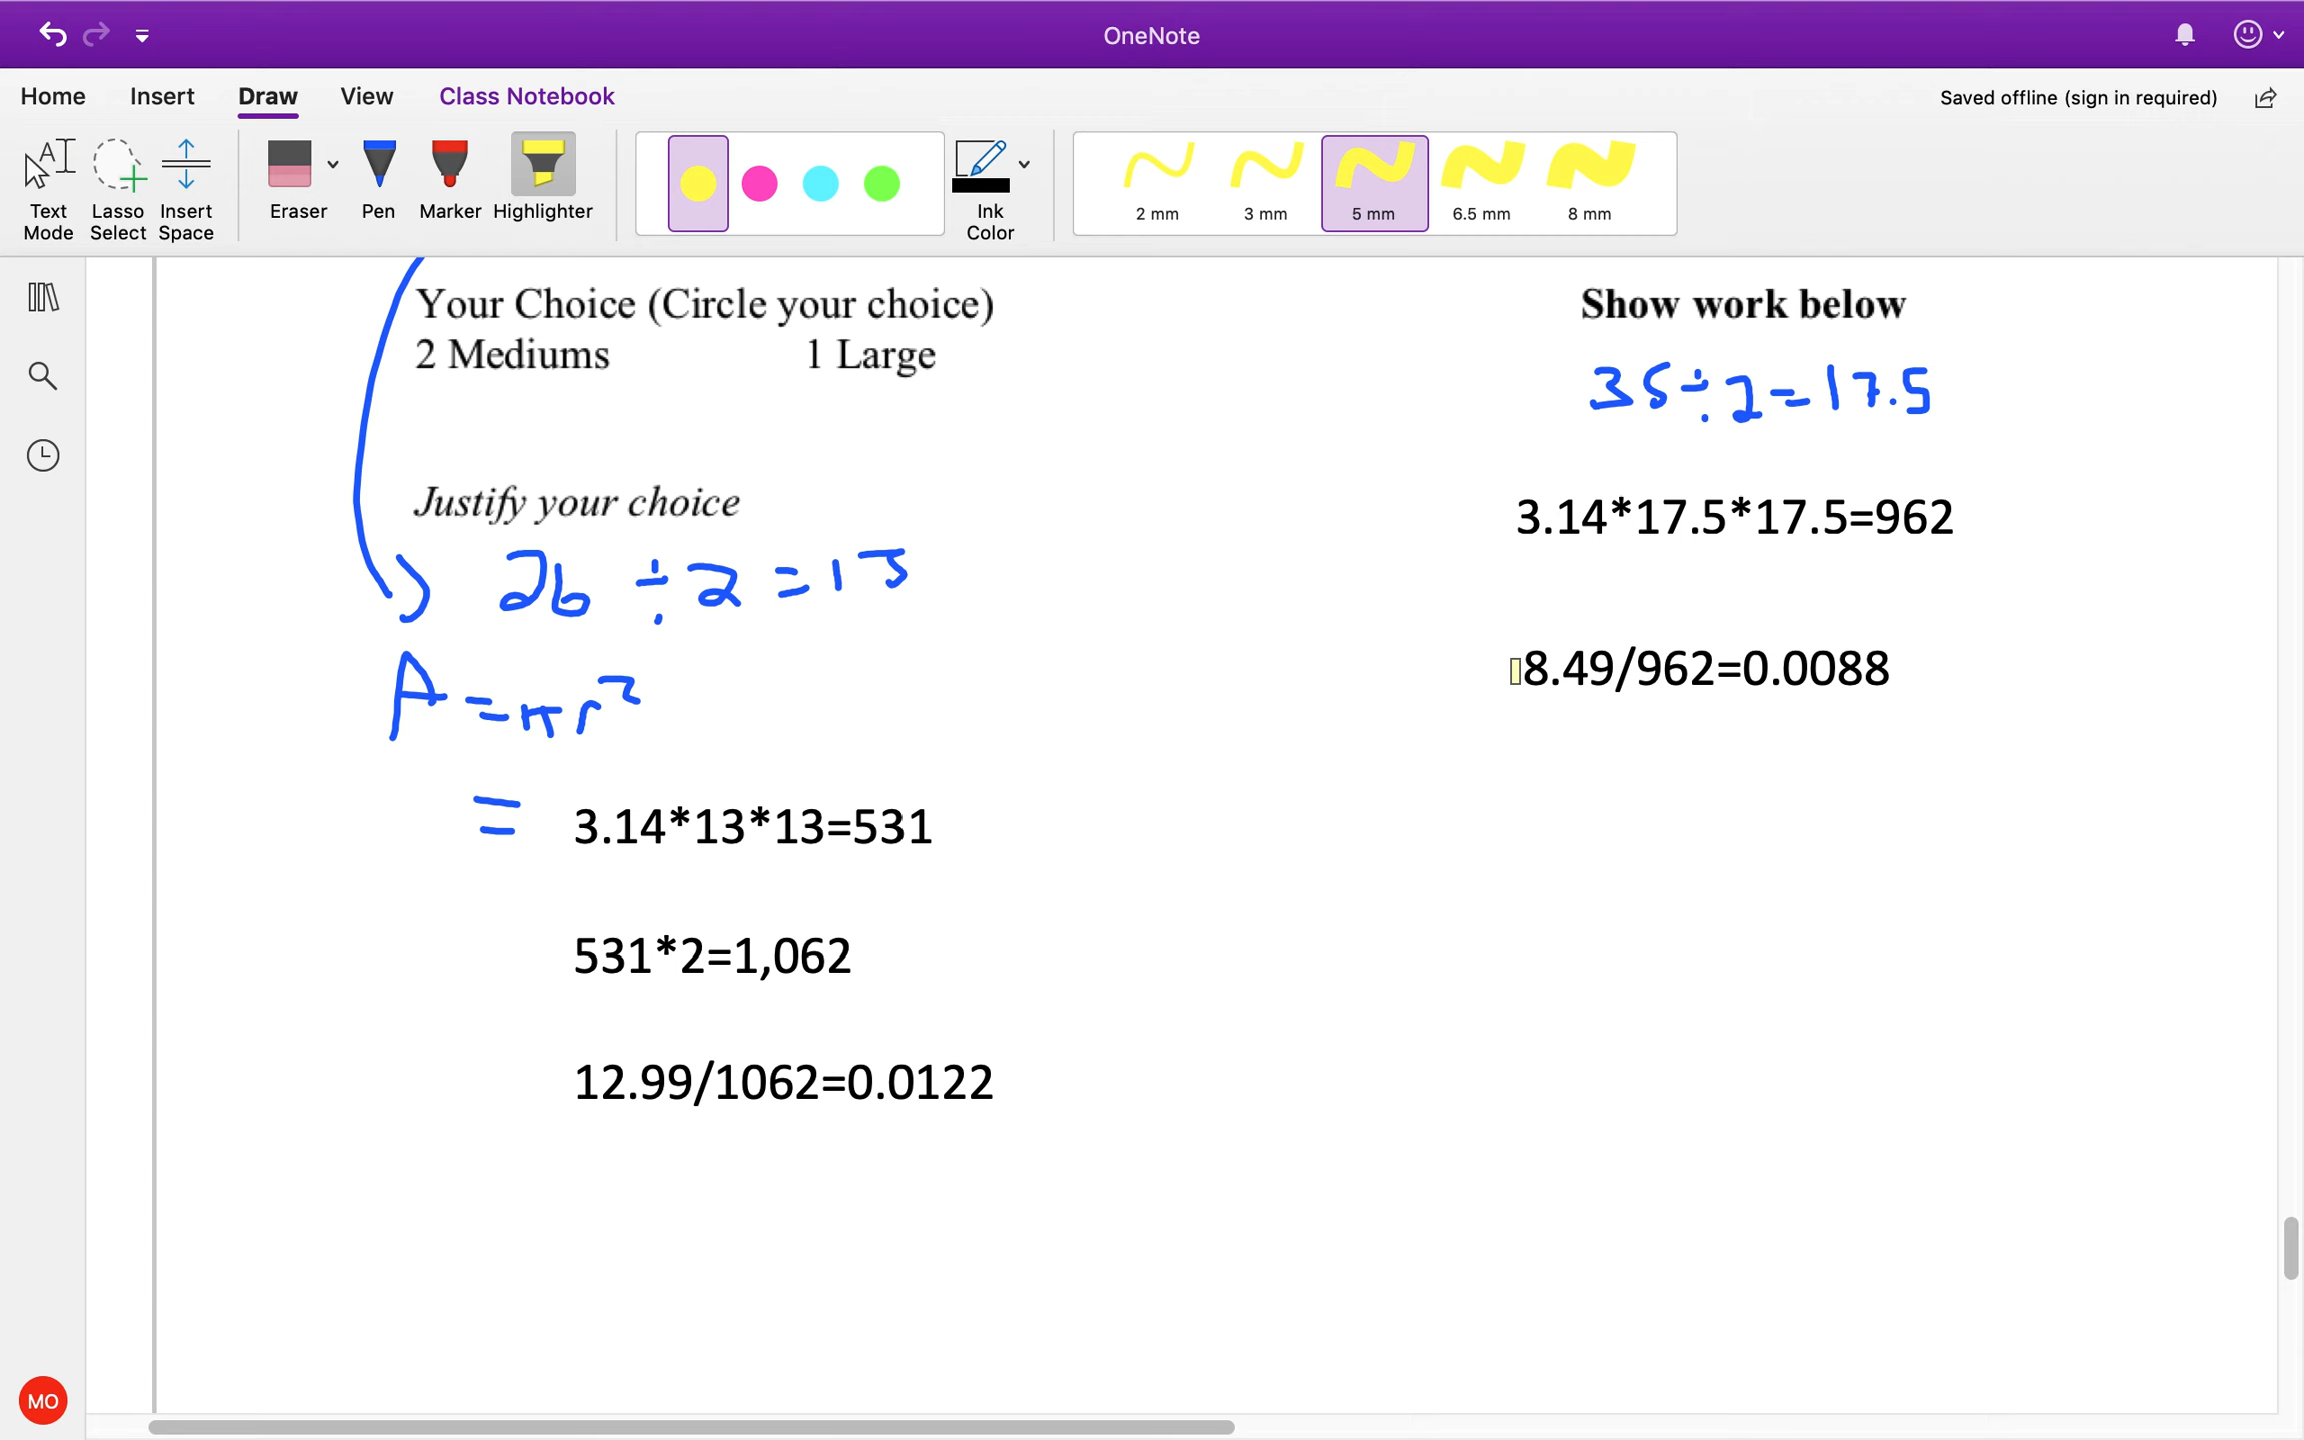 OneNote
Home Insert Draw View Class Notebook
Saved offline (sign in required)
Text Mode
Lasso Select
Insert Space
Eraser
Pen
Marker
Highlighter
Ink Color
2 mm
3 mm
5 mm
6.5 mm
8 mm
Your Choice (Circle your choice)
2 Mediums 1 Large
Justify your choice
26 ÷ 2 = 13
A = πr²
= 3.14*13*13=531
531*2=1,062
12.99/1062=0.0122
Show work below
35÷2=17.5
3.14*17.5*17.5=962
8.49/962=0.0088
MO